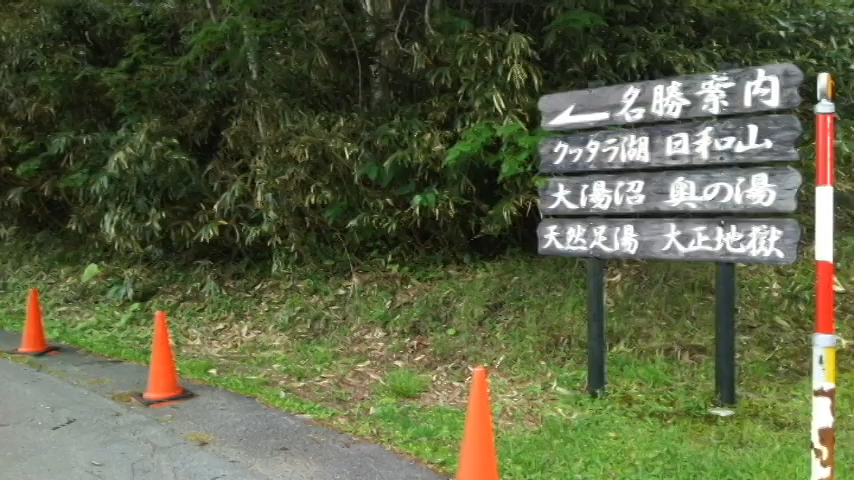 名勝案内
クッタラ湖 日和山
大湯沼 奥の湯
天然足湯 大正地獄